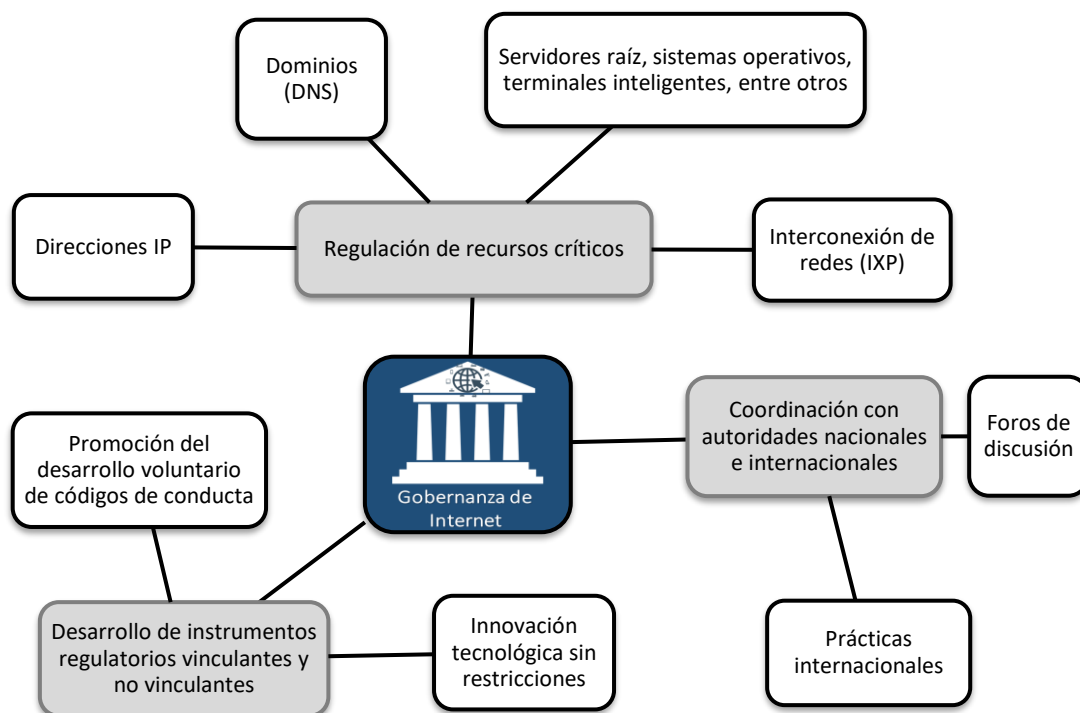 Dominios
(DNS)
Servidores raíz, sistemas operativos,
terminales inteligentes, entre otros
Direcciones IP
Regulación de recursos críticos
Interconexión de
redes (IXP)
Gobernanza de
Internet
Coordinación con
autoridades nacionales
e internacionales
Foros de
discusión
Promoción del
desarrollo voluntario
de códigos de conducta
Desarrollo de instrumentos
regulatorios vinculantes y
no vinculantes
Innovación
tecnológica sin
restricciones
Prácticas
internacionales